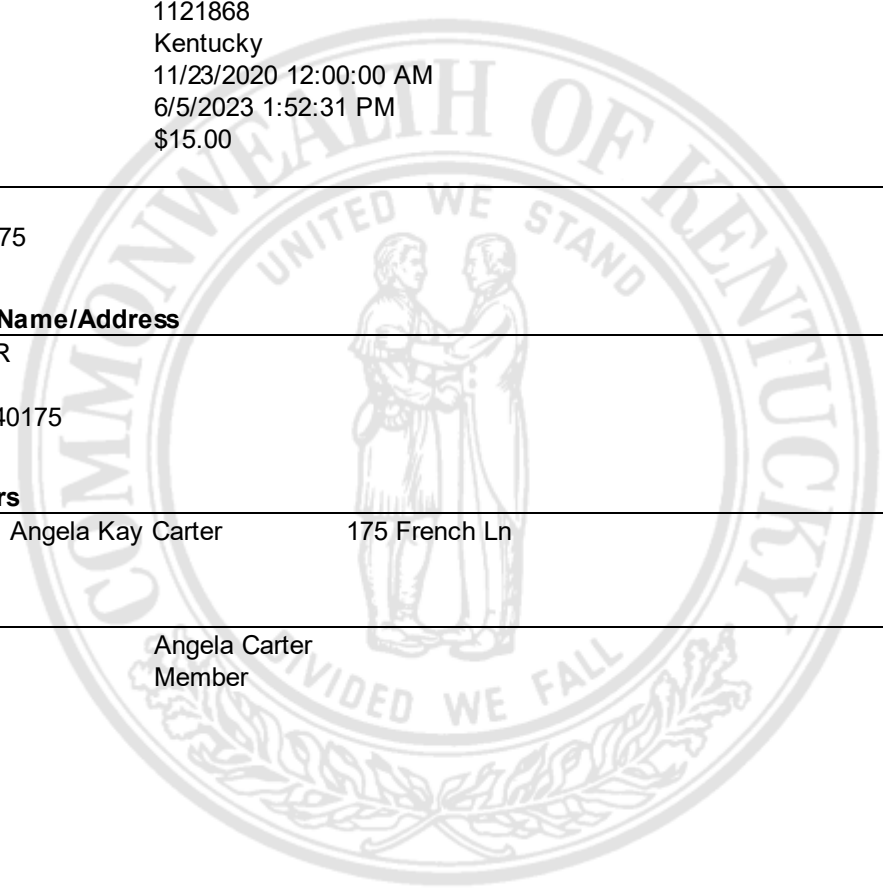 1121868
Kentucky
11/23/2020 12:00:00 AM
6/5/2023 1:52:31 PM
$15.00
75
Name/Address
R
40175
rs
Angela Kay Carter 175 French Ln
Angela Carter
Member
COMMONWEALTH OF KENTUCKY
UNITED WE STAND
DIVIDED WE FALL